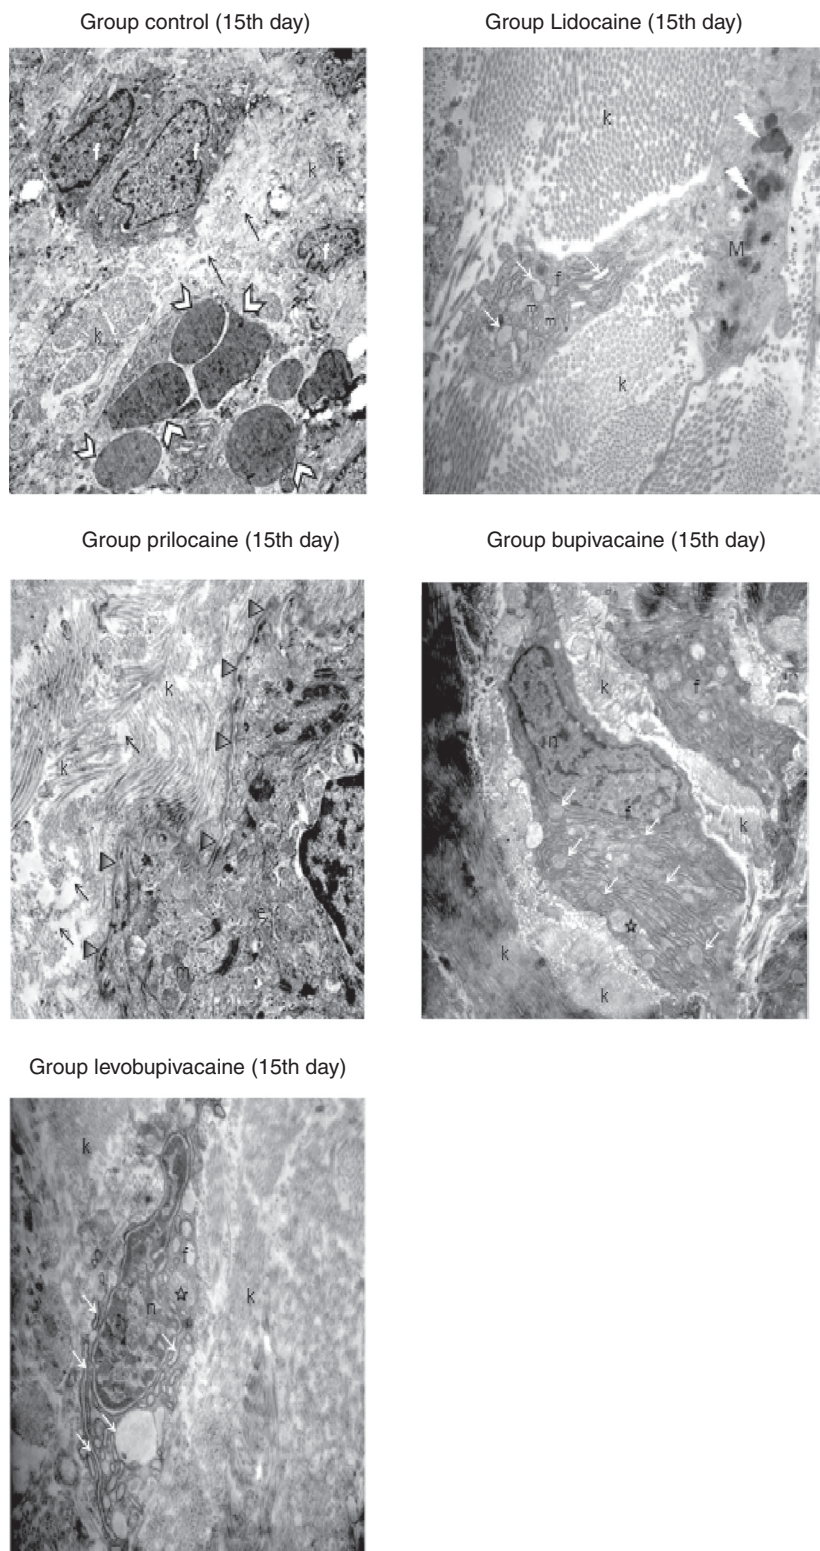 Group control (15th day)
f
f
k
f
k
Group Lidocaine (15th day)
k
M
f
m
m
k
Group prilocaine (15th day)
k
k
e
m
Group bupivacaine (15th day)
k
f
n
f
k
k
k
Group levobupivacaine (15th day)
k
f
n
k